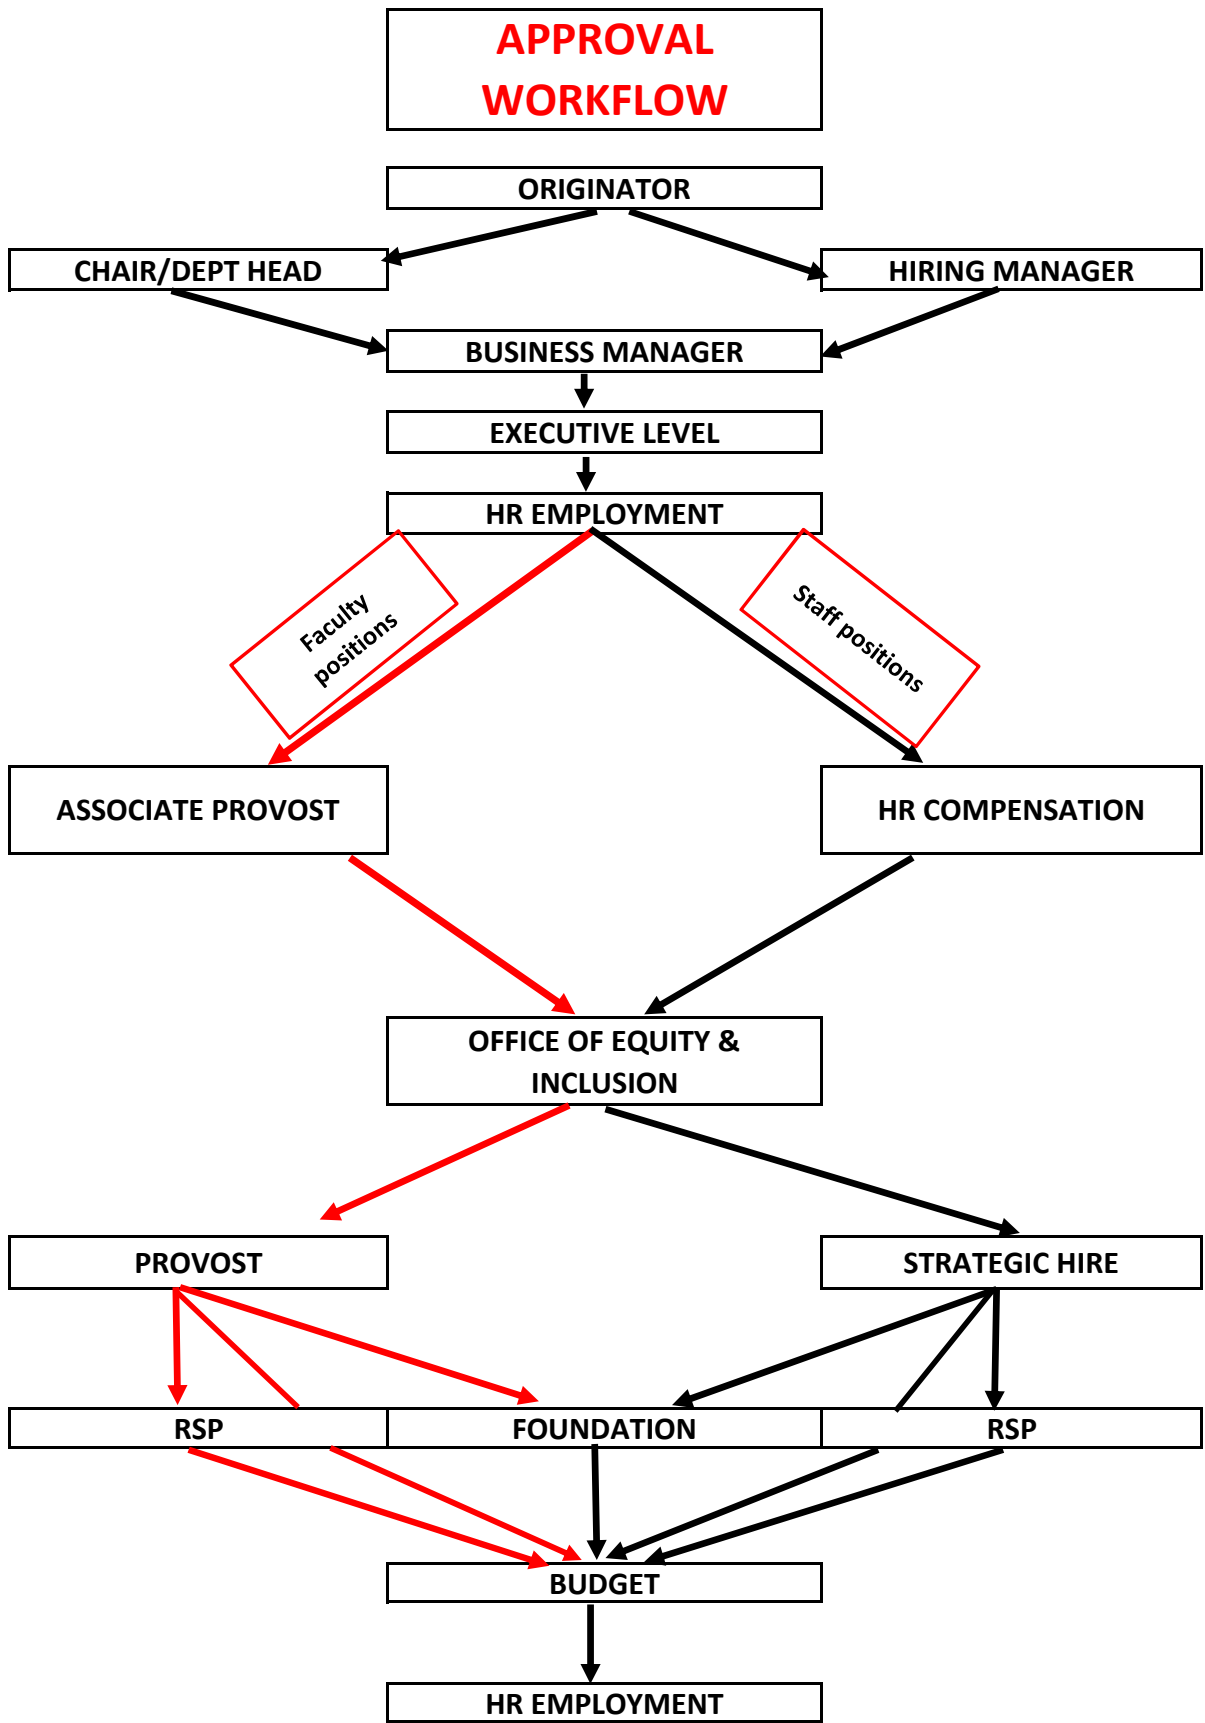 APPROVAL
WORKFLOW
ORIGINATOR
CHAIR/DEPT HEAD
HIRING MANAGER
BUSINESS MANAGER
EXECUTIVE LEVEL
HR EMPLOYMENT
Faculty
positions
Staff positions
ASSOCIATE PROVOST
HR COMPENSATION
OFFICE OF EQUITY &
INCLUSION
PROVOST
STRATEGIC HIRE
RSP
FOUNDATION
RSP
BUDGET
HR EMPLOYMENT